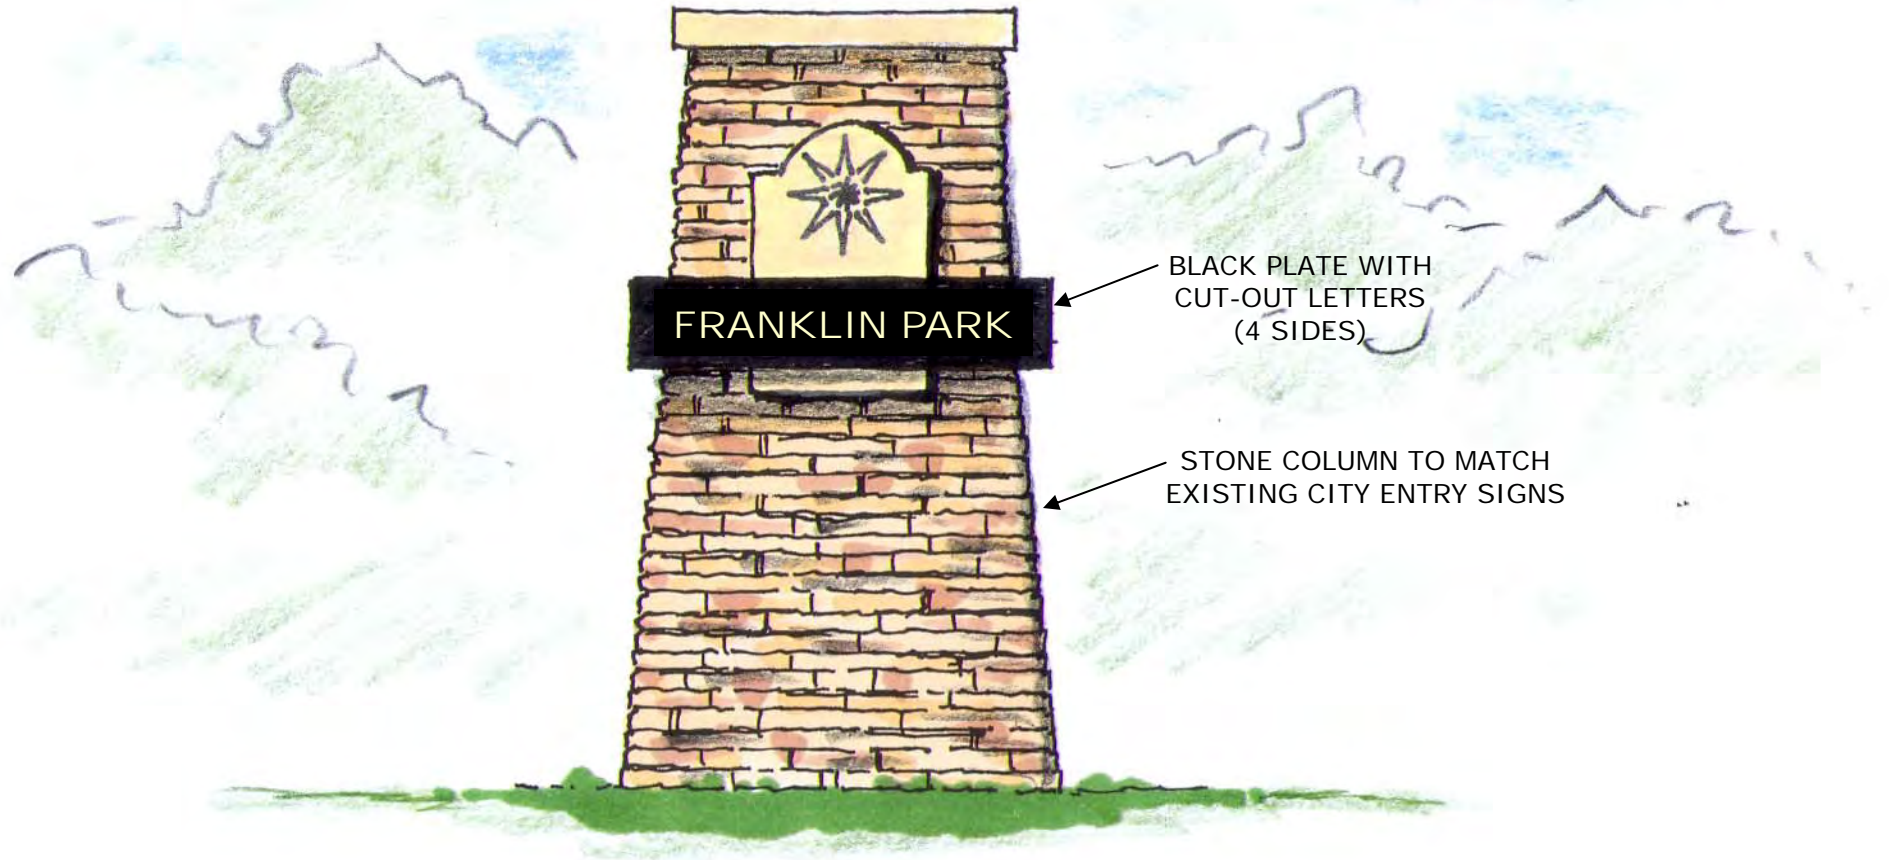 FRANKLIN PARK
BLACK PLATE WITH
CUT-OUT LETTERS
(4 SIDES)
STONE COLUMN TO MATCH
EXISTING CITY ENTRY SIGNS